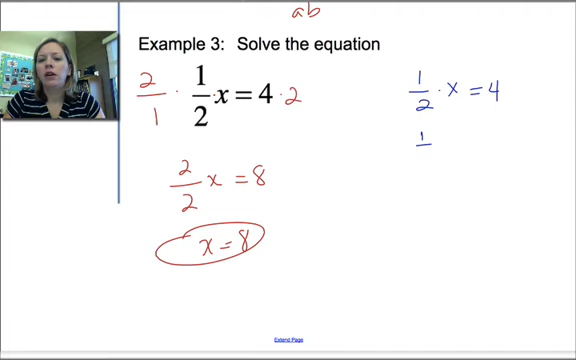 ab
Example 3: Solve the equation
2/1 · 1/2 x = 4 · 2
2/2 x = 8
x = 8
1/2 · x = 4
1
Extend Page